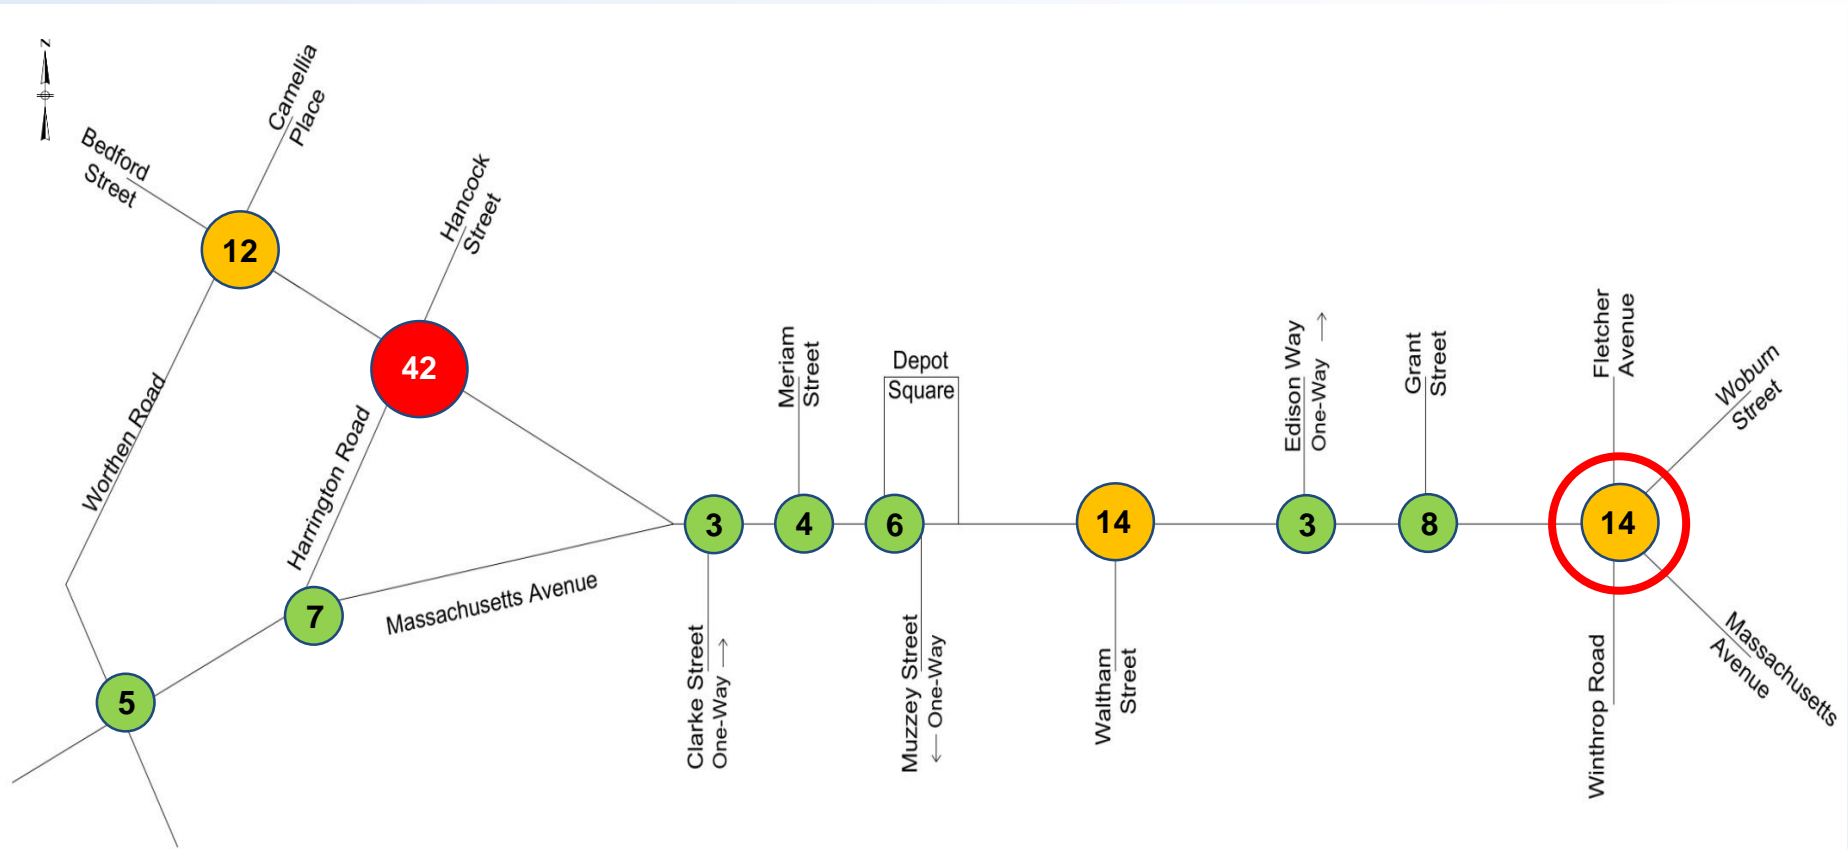 N
Camellia
Place
Bedford
Street
Hancock
Street
12
42
Worthen Road
Harrington Road
Meriam
Street
Depot
Square
Edison Way
One-Way →
Grant
Street
Fletcher
Avenue
Woburn
Street
3
4
6
14
3
8
14
7
Massachusetts Avenue
5
Clarke Street
One-Way →
Muzzey Street
← One-Way
Waltham
Street
Winthrop Road
Massachusetts
Avenue